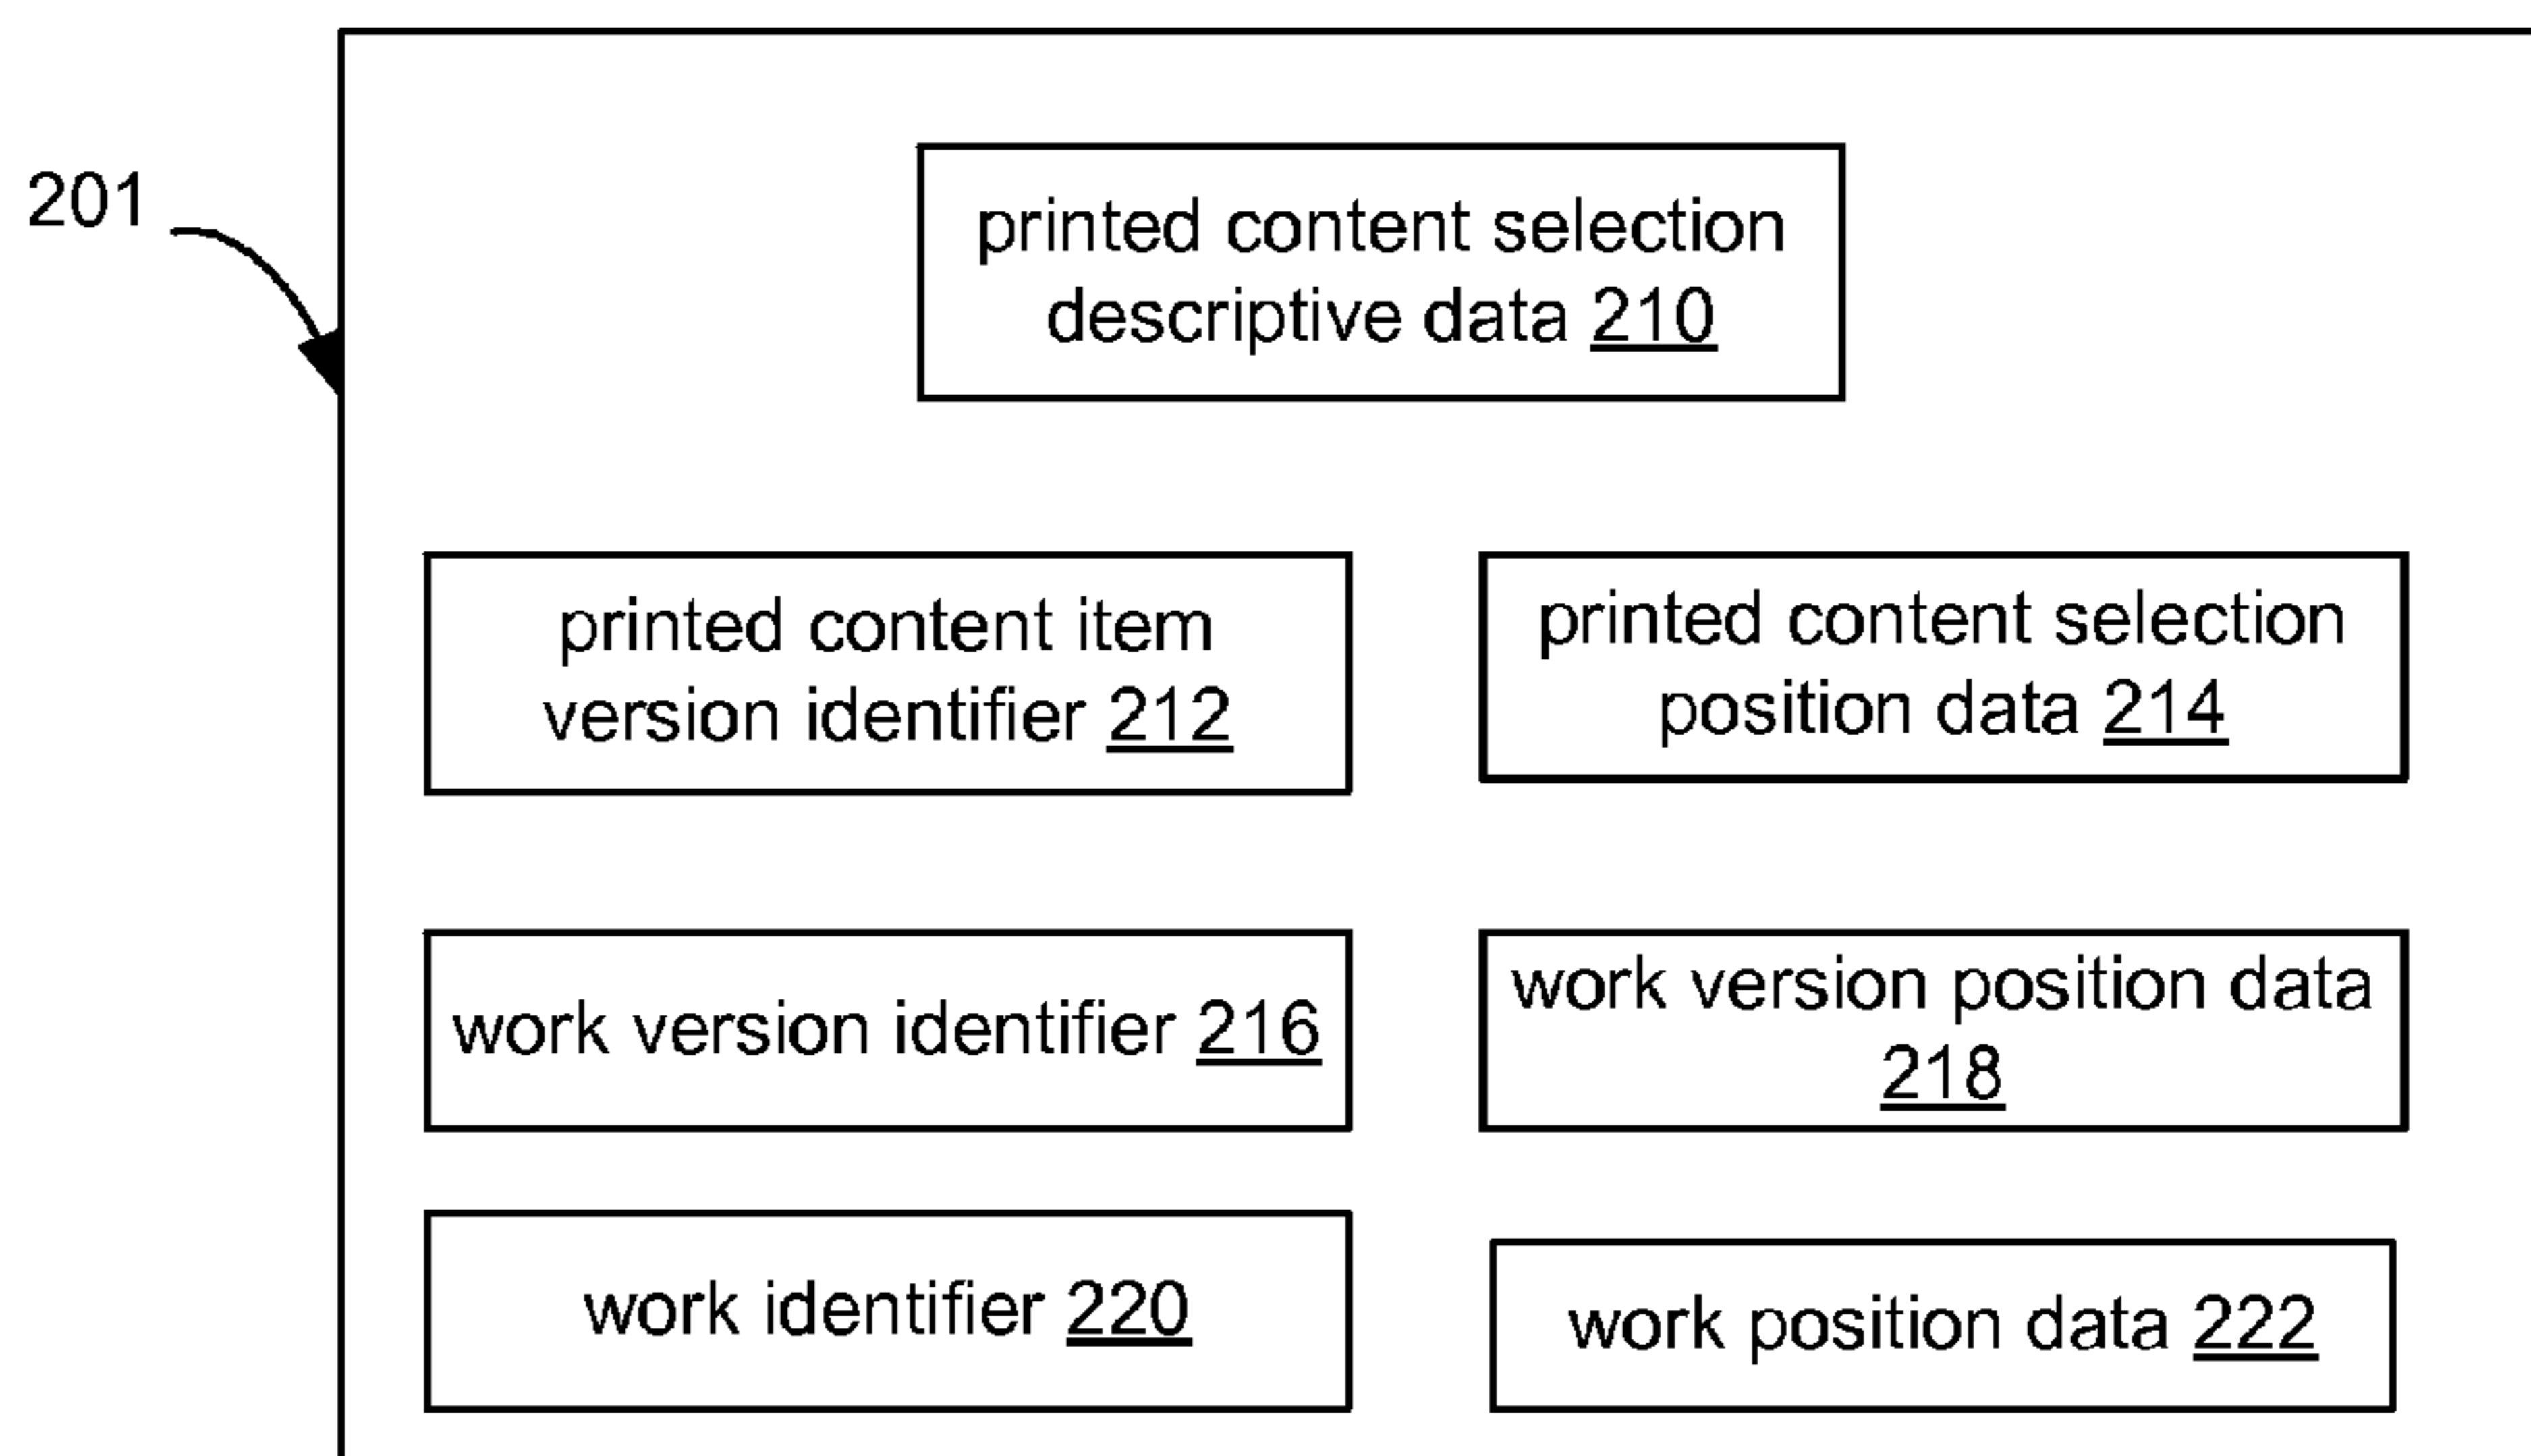 201
printed content selection
descriptive data 210
printed content item
version identifier 212
printed content selection
position data 214
work version identifier 216
work version position data
218
work identifier 220
work position data 222